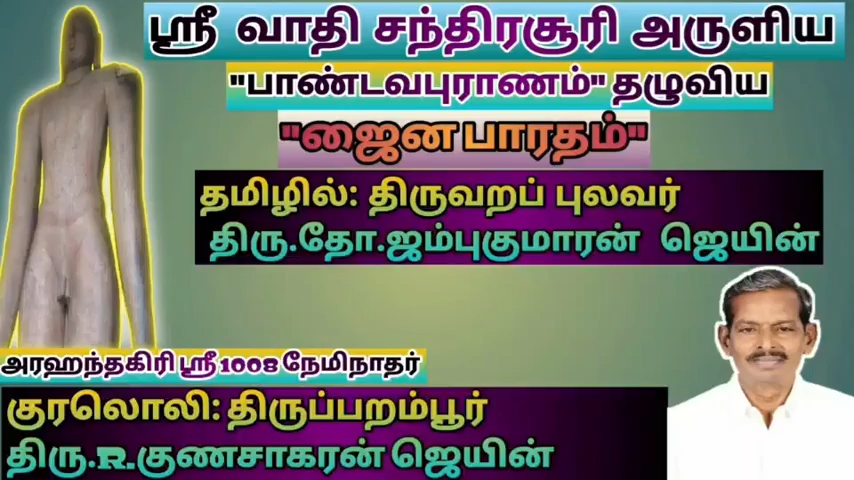 ஸ்ரீ வாதி சந்திரசூரி அருளிய
"பாண்டவபுராணம்" தழுவிய
"ஜைன பாரதம்"
தமிழில்: திருவறப் புலவர்
திரு.தோ.ஜம்புகுமாரன் ஜெயின்
அரஹந்தகிரி ஸ்ரீ 1008 நேமிநாதர்
குரலொலி: திருப்பறம்பூர்
திரு.R.குணசாகரன் ஜெயின்